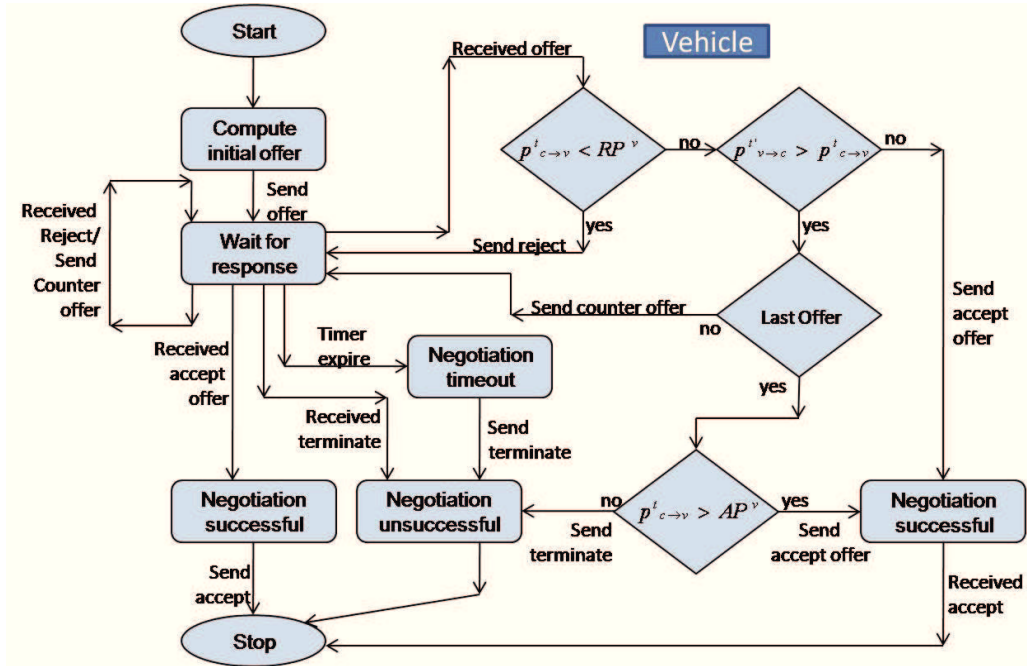 Start
Received offer
Vehicle
Compute
initial offer
p^t_{c→v} < RP^v
no
p^{t'}_{v→c} > p^t_{c→v}
no
Send
offer
Received
Reject/
Send
Counter
offer
Wait for
response
yes
Send reject
yes
Send counter offer
no
Last Offer
Send
accept
offer
Received
accept
offer
Timer
expire
Negotiation
timeout
yes
Received
terminate
Send
terminate
Negotiation
successful
Negotiation
unsuccessful
no
Send
terminate
p^t_{c→v} > AP^v
yes
Send
accept offer
Negotiation
successful
Send
accept
Received
accept
Stop